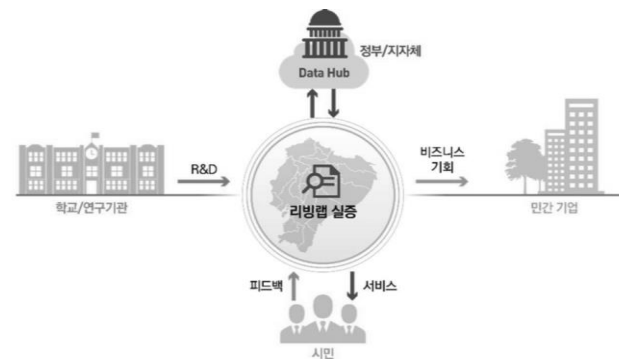 정부/지자체
Data Hub
R&D
비즈니스
기회
리빙랩 실증
학교/연구기관
민간 기업
피드백
서비스
시민